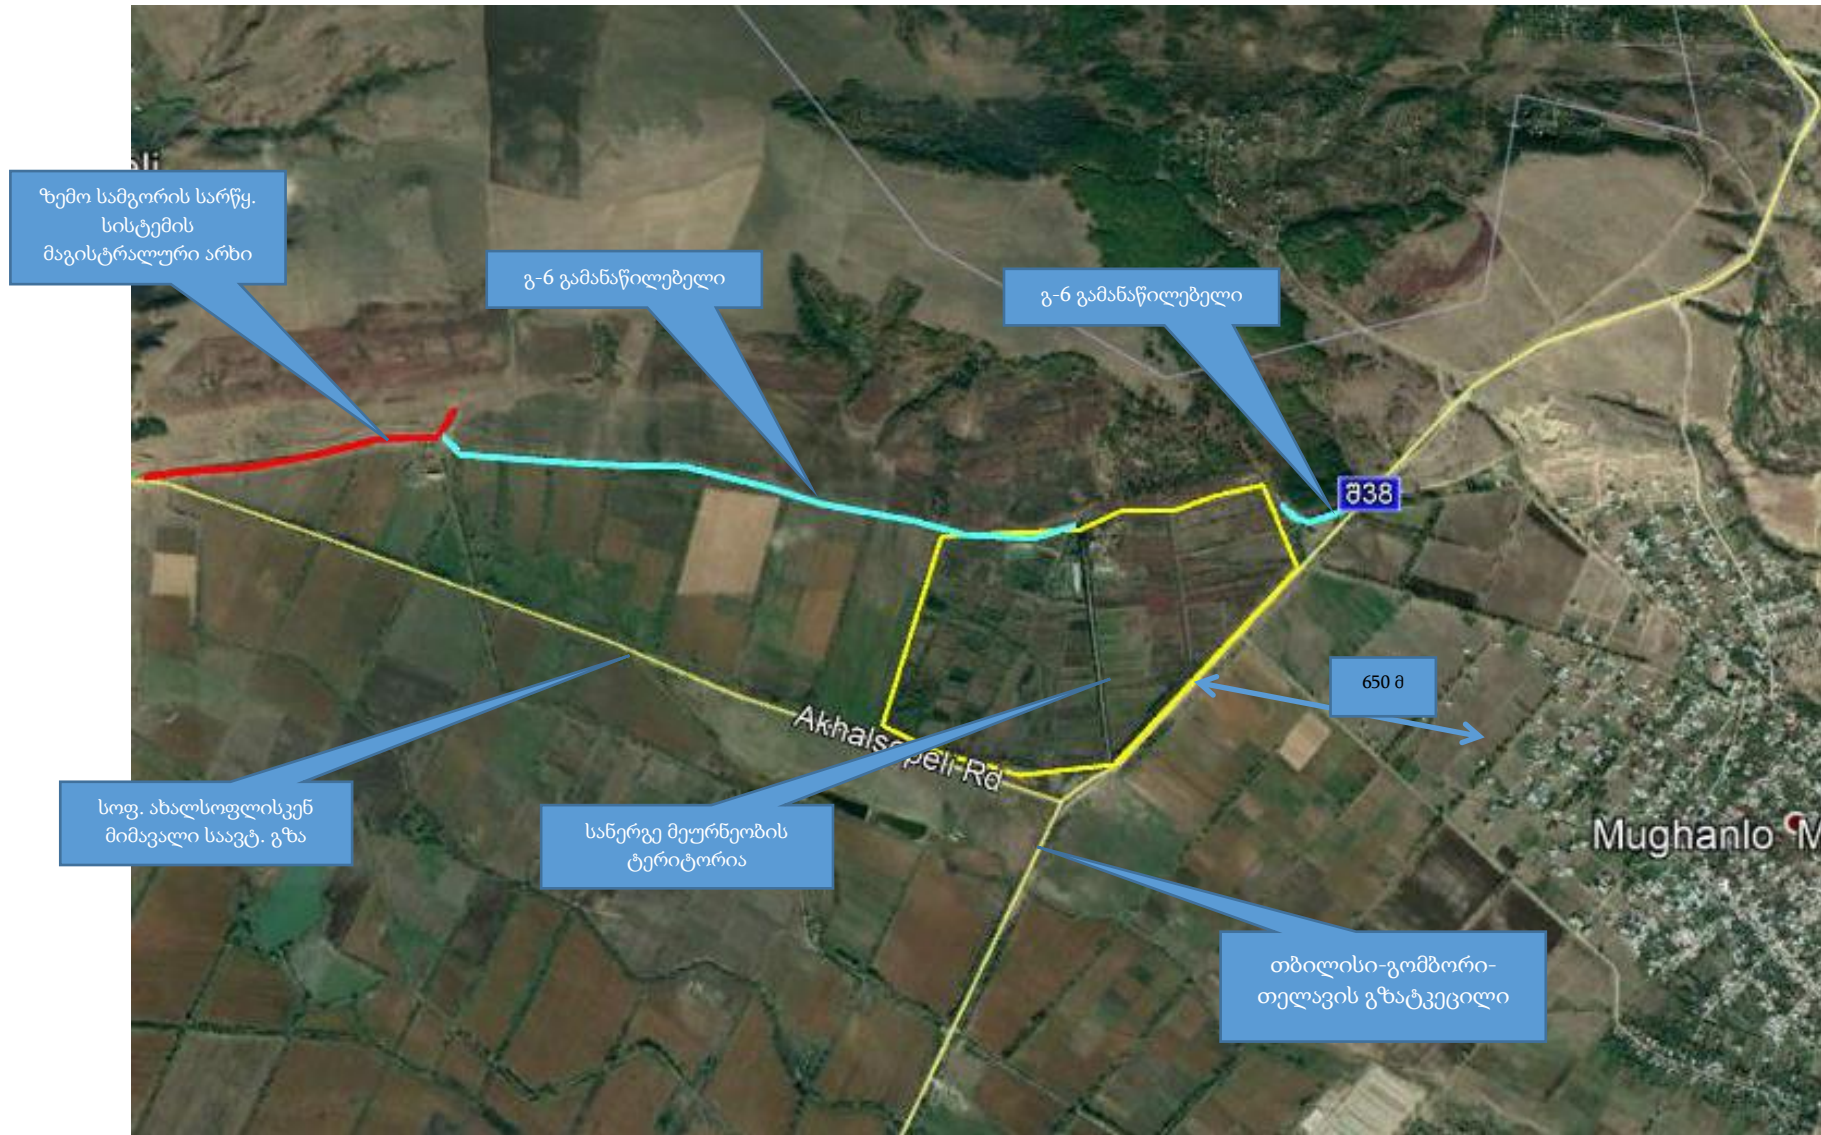 eli
ზემო სამგორის სარწყ.
სისტემის
მაგისტრალური არხი
გ-6 გამანაწილებელი
გ-6 გამანაწილებელი
შ38
650 მ
Akhalsopeli Rd
სოფ. ახალსოფლისკენ
მიმავალი საავტ. გზა
სანერგე მეურნეობის
ტერიტორია
Mughanlo
M
თბილისი-გომბორი-
თელავის გზატკეცილი